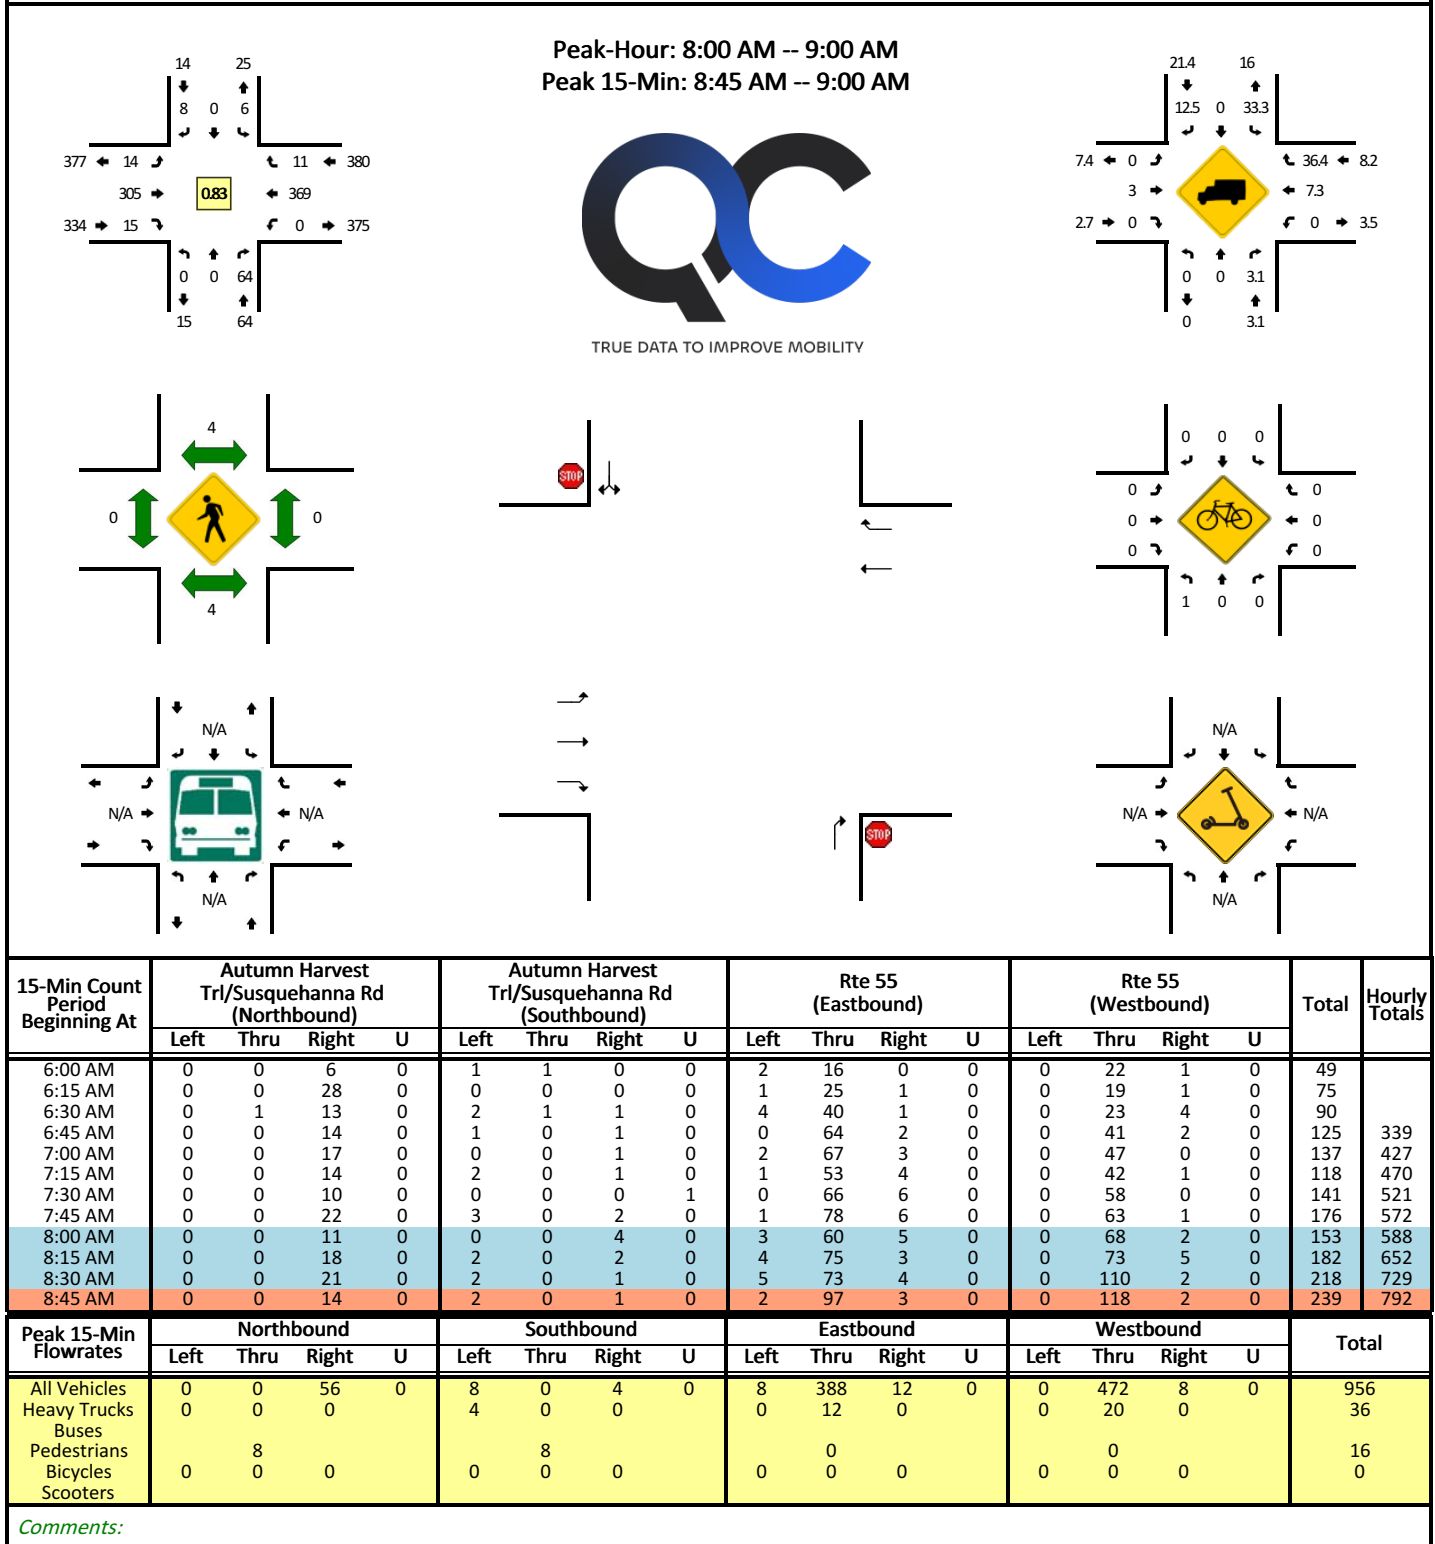 Peak-Hour: 8:00 AM -- 9:00 AM
Peak 15-Min: 8:45 AM -- 9:00 AM
14 25
8 0 6
377 14 11 380
305 0.83 369
334 15 0 375
0 0 64
15 64
TRUE DATA TO IMPROVE MOBILITY
21.4 16
12.5 0 33.3
7.4 0 36.4 8.2
3 7.3
2.7 0 0 3.5
0 0 3.1
0 3.1
4
0 0
4
STOP
STOP
0 0 0
0 0
0 0
0 0
1 0 0
N/A
N/A N/A
N/A
N/A
N/A N/A
N/A
15-Min Count Period Beginning At
Autumn Harvest Trl/Susquehanna Rd (Northbound)
Autumn Harvest Trl/Susquehanna Rd (Southbound)
Rte 55 (Eastbound)
Rte 55 (Westbound)
Total
Hourly Totals
Left Thru Right U Left Thru Right U Left Thru Right U Left Thru Right U
6:00 AM 0 0 6 0 1 1 0 0 2 16 0 0 0 22 1 0 49
6:15 AM 0 0 28 0 0 0 0 0 1 25 1 0 0 19 1 0 75
6:30 AM 0 1 13 0 2 1 1 0 4 40 1 0 0 23 4 0 90
6:45 AM 0 0 14 0 1 0 1 0 0 64 2 0 0 41 2 0 125 339
7:00 AM 0 0 17 0 0 0 1 0 2 67 3 0 0 47 0 0 137 427
7:15 AM 0 0 14 0 2 0 1 0 1 53 4 0 0 42 1 0 118 470
7:30 AM 0 0 10 0 0 0 0 1 0 66 6 0 0 58 0 0 141 521
7:45 AM 0 0 22 0 3 0 2 0 1 78 6 0 0 63 1 0 176 572
8:00 AM 0 0 11 0 0 0 4 0 3 60 5 0 0 68 2 0 153 588
8:15 AM 0 0 18 0 2 0 2 0 4 75 3 0 0 73 5 0 182 652
8:30 AM 0 0 21 0 2 0 1 0 5 73 4 0 0 110 2 0 218 729
8:45 AM 0 0 14 0 2 0 1 0 2 97 3 0 0 118 2 0 239 792
Peak 15-Min Flowrates
Northbound Southbound Eastbound Westbound
Total
Left Thru Right U Left Thru Right U Left Thru Right U Left Thru Right U
All Vehicles 0 0 56 0 8 0 4 0 8 388 12 0 0 472 8 0 956
Heavy Trucks 0 0 0 4 0 0 0 12 0 0 20 0 36
Buses
Pedestrians 8 8 0 0 16
Bicycles 0 0 0 0 0 0 0 0 0 0 0 0 0
Scooters
Comments: